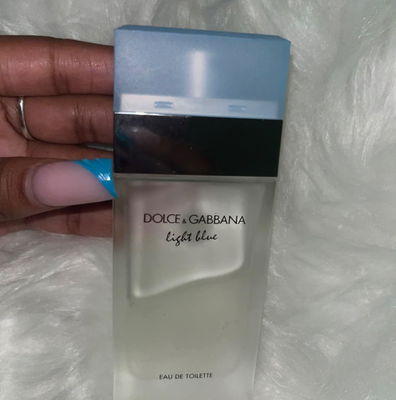 DOLCE & GABBANA
light blue
EAU DE TOILETTE